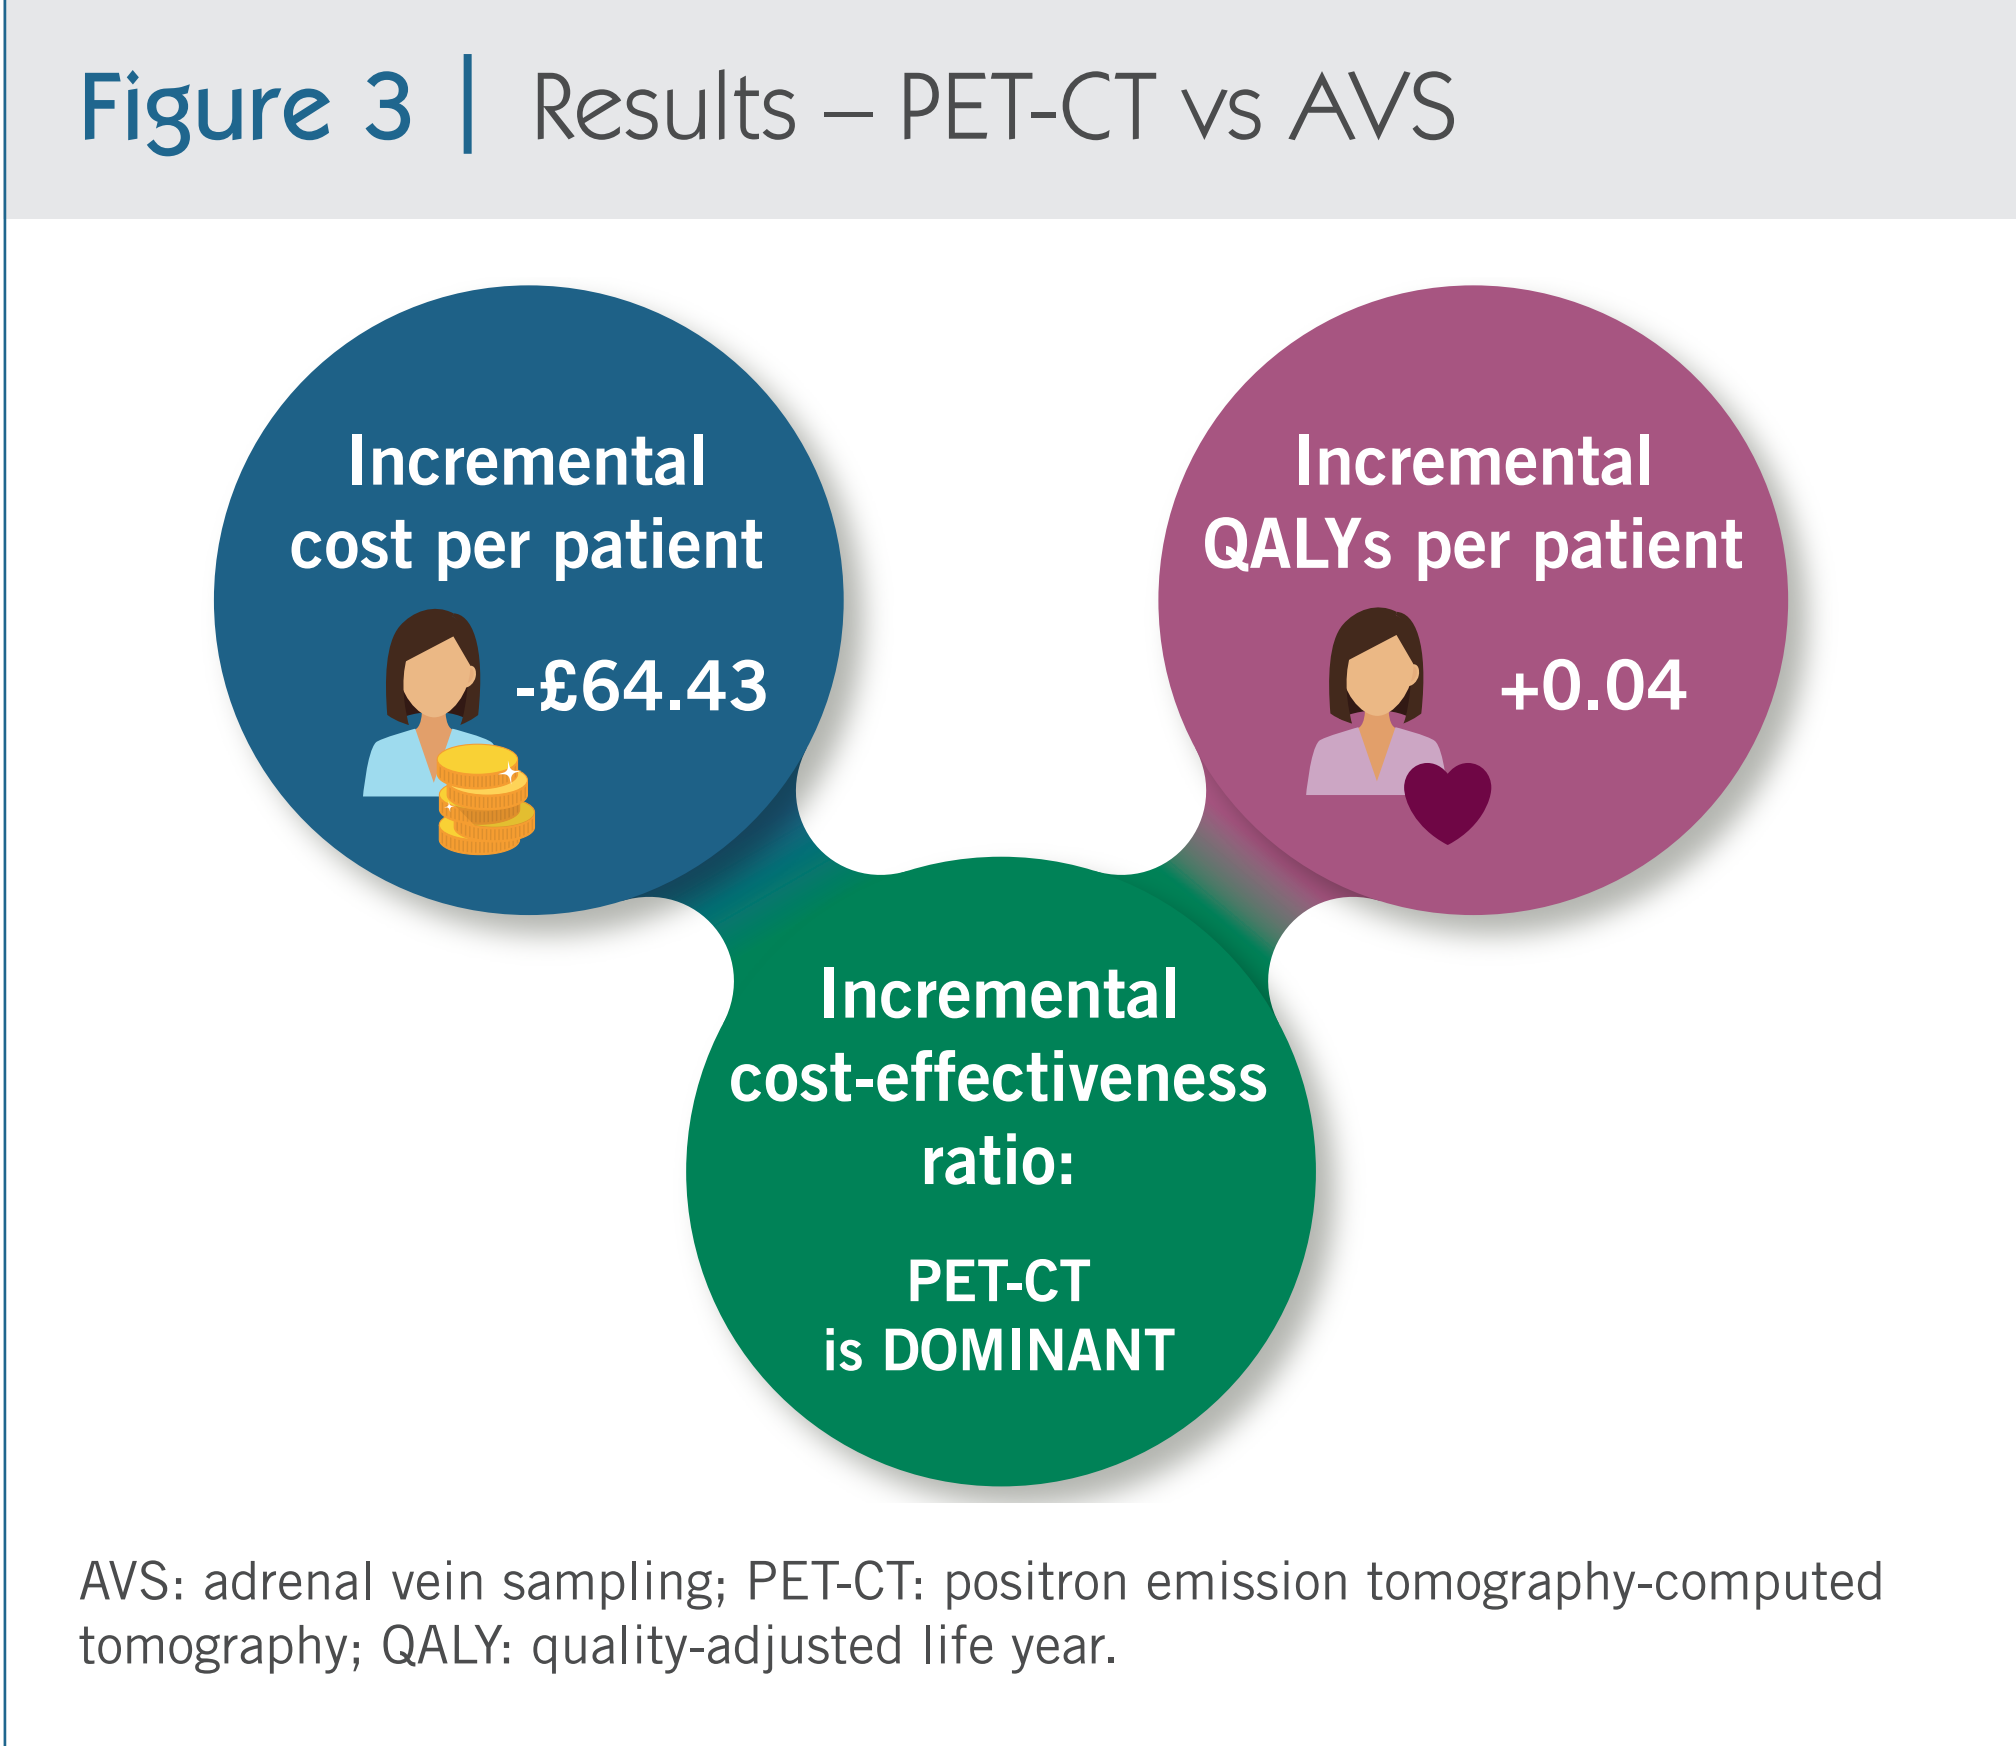 Figure 3 | Results – PET-CT vs AVS
Incremental
cost per patient
-£64.43
Incremental
QALYs per patient
+0.04
Incremental
cost-effectiveness
ratio:
PET-CT
is DOMINANT
AVS: adrenal vein sampling; PET-CT: positron emission tomography-computed
tomography; QALY: quality-adjusted life year.